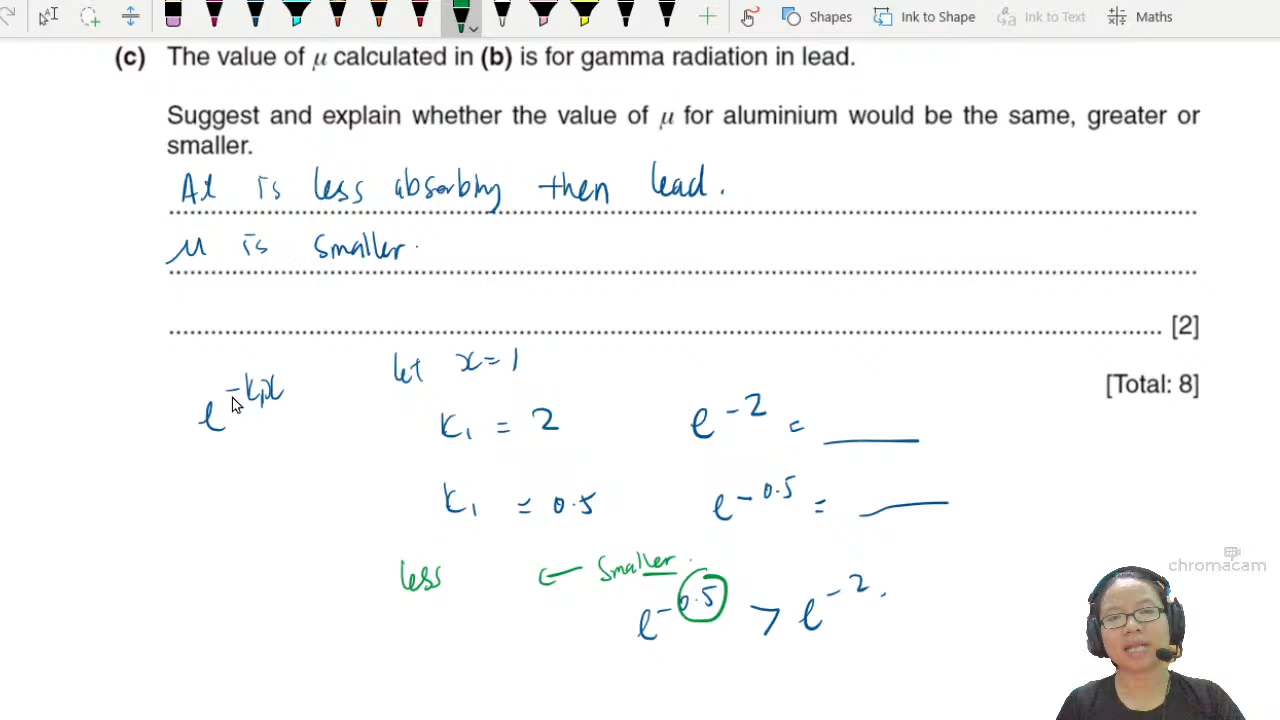 Shapes Ink to Shape Ink to Text Maths
(c) The value of μ calculated in (b) is for gamma radiation in lead.
Suggest and explain whether the value of μ for aluminium would be the same, greater or
smaller.
Al is less absorbing then lead.
μ is smaller.
[2]
[Total: 8]
let x = 1
e^-k₁x
k₁ = 2 e^-2 =
k₁ = 0.5 e^-0.5 =
less ← smaller.
e^-0.5 > e^-2.
chromacam